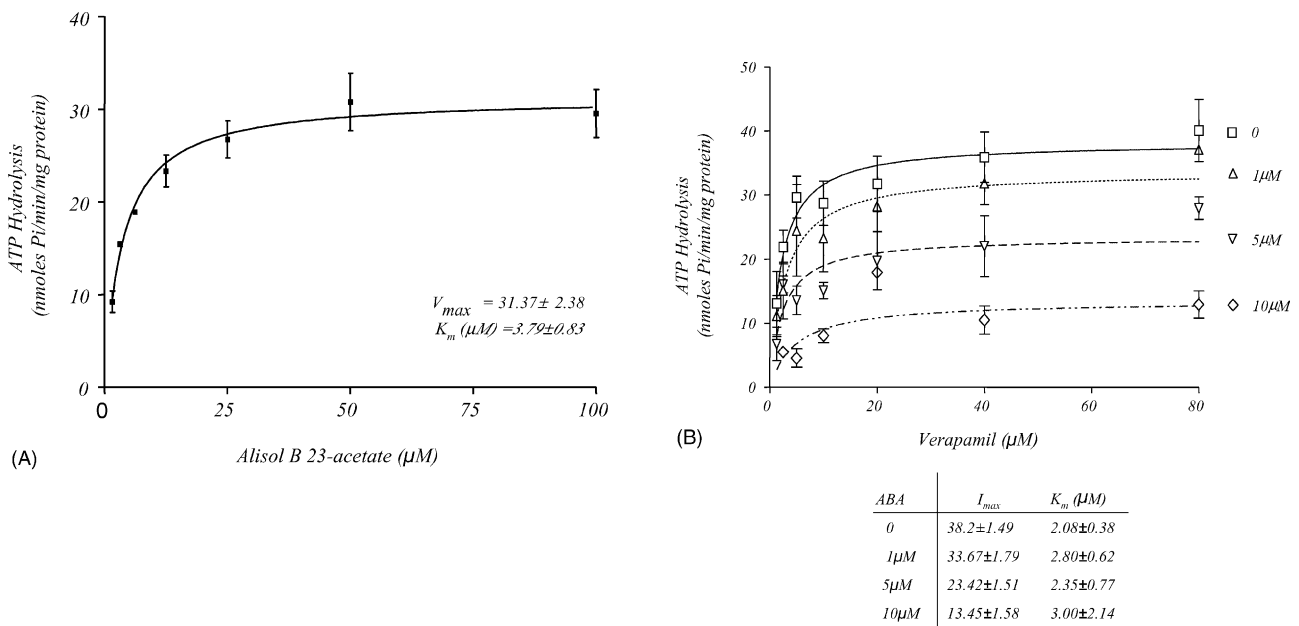 40
30
20
10
0
0
25
50
75
100
ATP Hydrolysis
(nmoles Pi/min/mg protein)
Vmax = 31.37± 2.38
Km (µM) =3.79±0.83
Alisol B 23-acetate (µM)
(A)
50
40
30
20
10
0
0
20
40
60
80
ATP Hydrolysis
(nmoles Pi/min/mg protein)
0
1µM
5µM
10µM
Verapamil (µM)
(B)
ABA Imax Km (µM)
0 38.2±1.49 2.08±0.38
1µM 33.67±1.79 2.80±0.62
5µM 23.42±1.51 2.35±0.77
10µM 13.45±1.58 3.00±2.14